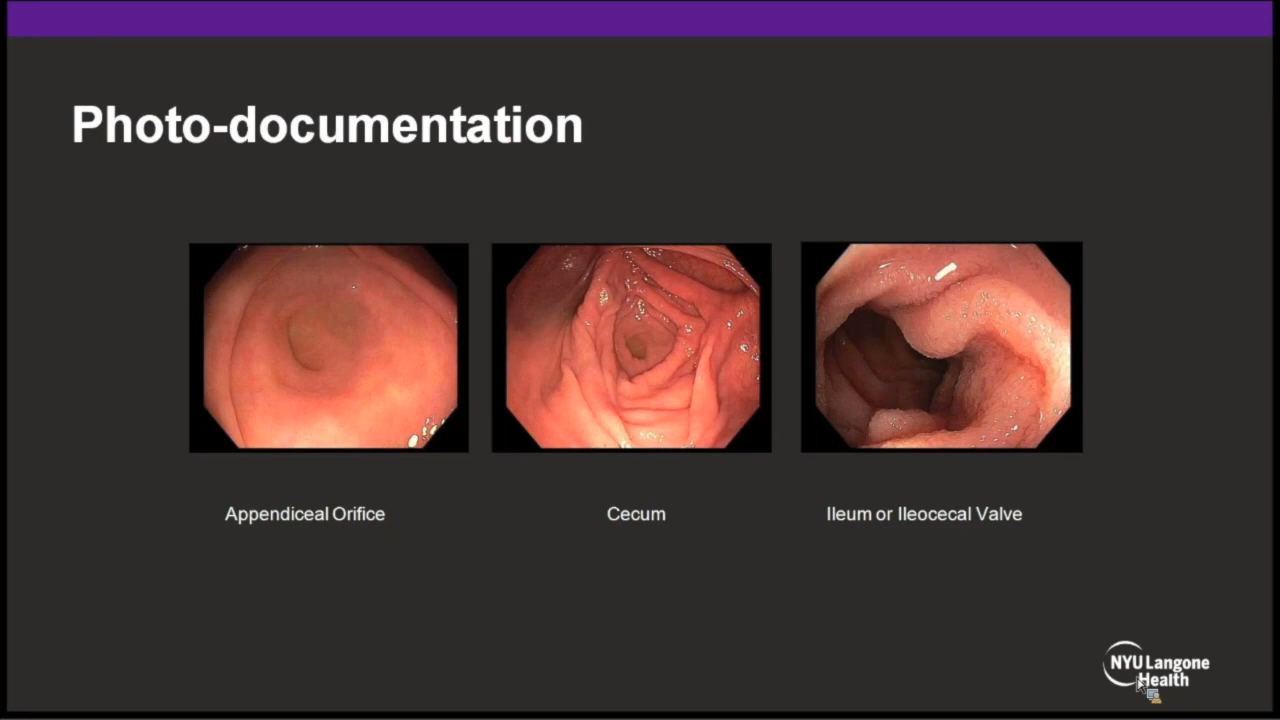 Photo-documentation
Appendiceal Orifice
Cecum
Ileum or Ileocecal Valve
NYU Langone
Health